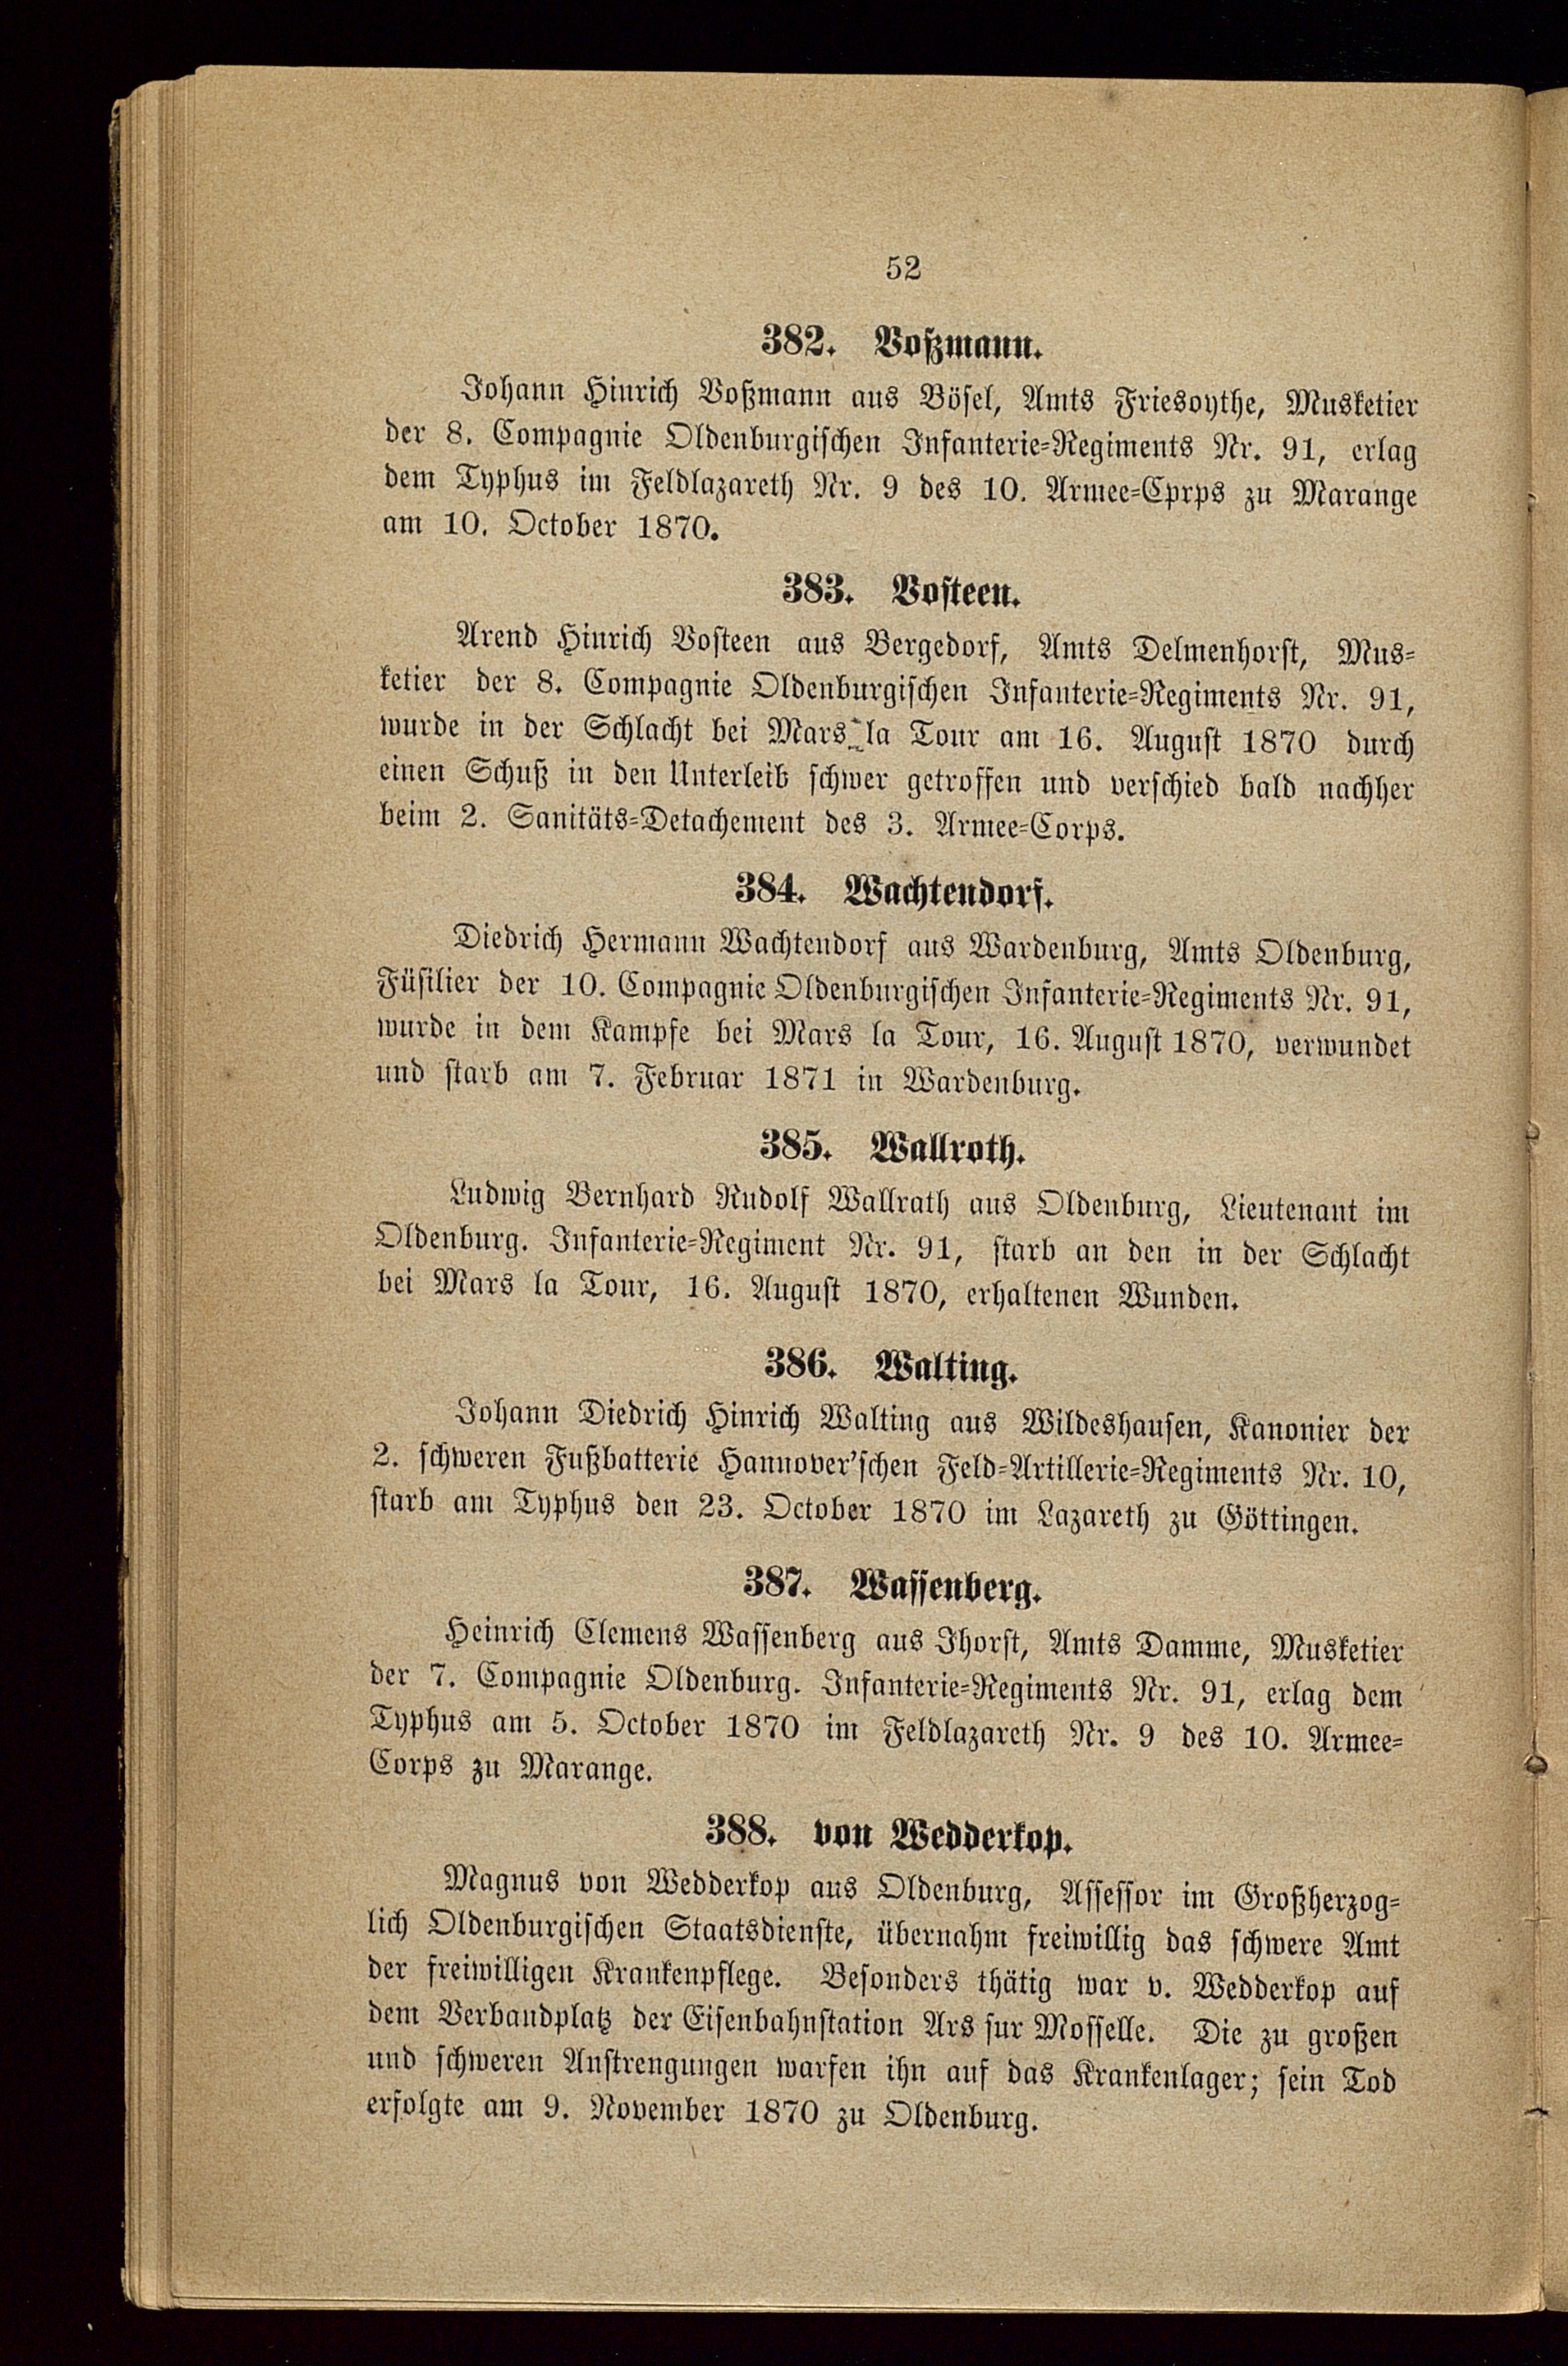 52
382. Voßmann.
Johann Hinrich Voßmann aus Bösel, Amts Friesoythe, Musketier
der 8. Compagnie Oldenburgischen Infanterie-Regiments Nr. 91, erlag
dem Typhus im Feldlazareth Nr. 9 des 10. Armee-Cprps zu Marange
am 10. October 1870.
383. Vosteen.
Arend Hinrich Vosteen aus Bergedorf, Amts Delmenhorst, Mus-
ketier der 8. Compagnie Oldenburgischen Infanterie-Regiments Nr. 91,
wurde in der Schlacht bei Mars la Tour am 16. August 1870 durch
einen Schuß in den Unterleib schwer getroffen und verschied bald nachher
beim 2. Sanitäts-Detachement des 3. Armee-Corps.
384. Wachtendorf.
Diedrich Hermann Wachtendorf aus Wardenburg, Amts Oldenburg,
Füsilier der 10. Compagnie Oldenburgischen Infanterie-Regiments Nr. 91,
wurde in dem Kampfe bei Mars la Tour, 16. August 1870, verwundet
und starb am 7. Februar 1871 in Wardenburg.
385. Wallroth.
Ludwig Bernhard Rudolf Wallrath aus Oldenburg, Lieutenant im
Oldenburg. Infanterie-Regiment Nr. 91, starb an den in der Schlacht
bei Mars la Tour, 16. August 1870, erhaltenen Wunden.
386. Walting.
Johann Diedrich Hinrich Walting aus Wildeshausen, Kanonier der
2. schweren Fußbatterie Hannover'schen Feld-Artillerie-Regiments Nr. 10,
starb am Typhus den 23. October 1870 im Lazareth zu Göttingen.
387. Wassenberg.
Heinrich Clemens Wassenberg aus Ihorst, Amts Damme, Musketier
der 7. Compagnie Oldenburg. Infanterie-Regiments Nr. 91, erlag dem
Typhus am 5. October 1870 im Feldlazareth Nr. 9 des 10. Armee-
Corps zu Marange.
388. von Wedderkop.
Magnus von Wedderkop aus Oldenburg, Assessor im Großherzog-
lich Oldenburgischen Staatsdienste, übernahm freiwillig das schwere Amt
der freiwilligen Krankenpflege. Besonders thätig war v. Wedderkop auf
dem Verbandplatz der Eisenbahnstation Ars sur Mosselle. Die zu großen
und schweren Anstrengungen warfen ihn auf das Krankenlager; sein Tod
erfolgte am 9. November 1870 zu Oldenburg.